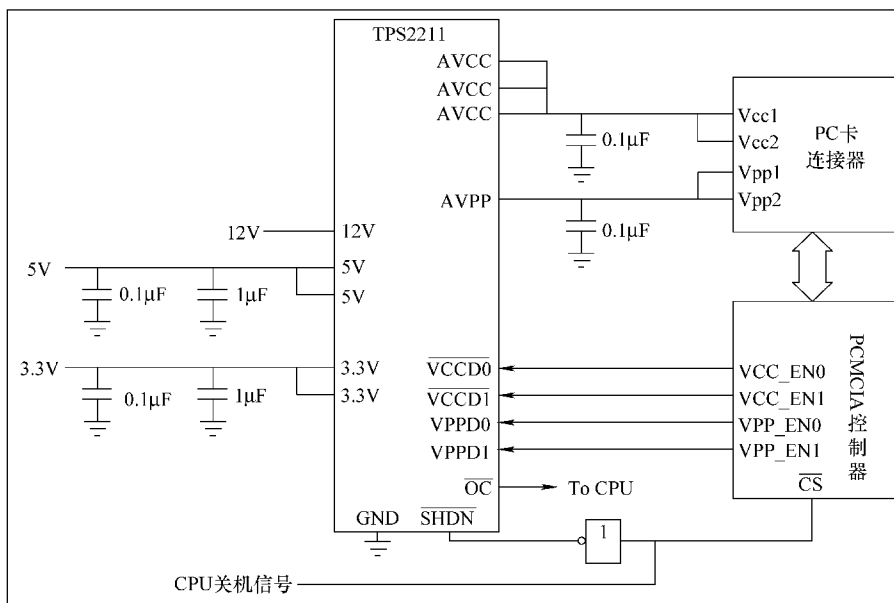 TPS2211
AVCC
AVCC
AVCC
0.1μF
Vcc1
Vcc2
Vpp1
Vpp2
PC卡
连接器
AVPP
0.1μF
12V
12V
5V
5V
5V
0.1μF
1μF
3.3V
3.3V
3.3V
0.1μF
1μF
VCCD0
VCCD1
VPPD0
VPPD1
VCC_EN0
VCC_EN1
VPP_EN0
VPP_EN1
PCMCIA控制器
CS
OC
To CPU
GND
SHDN
1
CPU关机信号